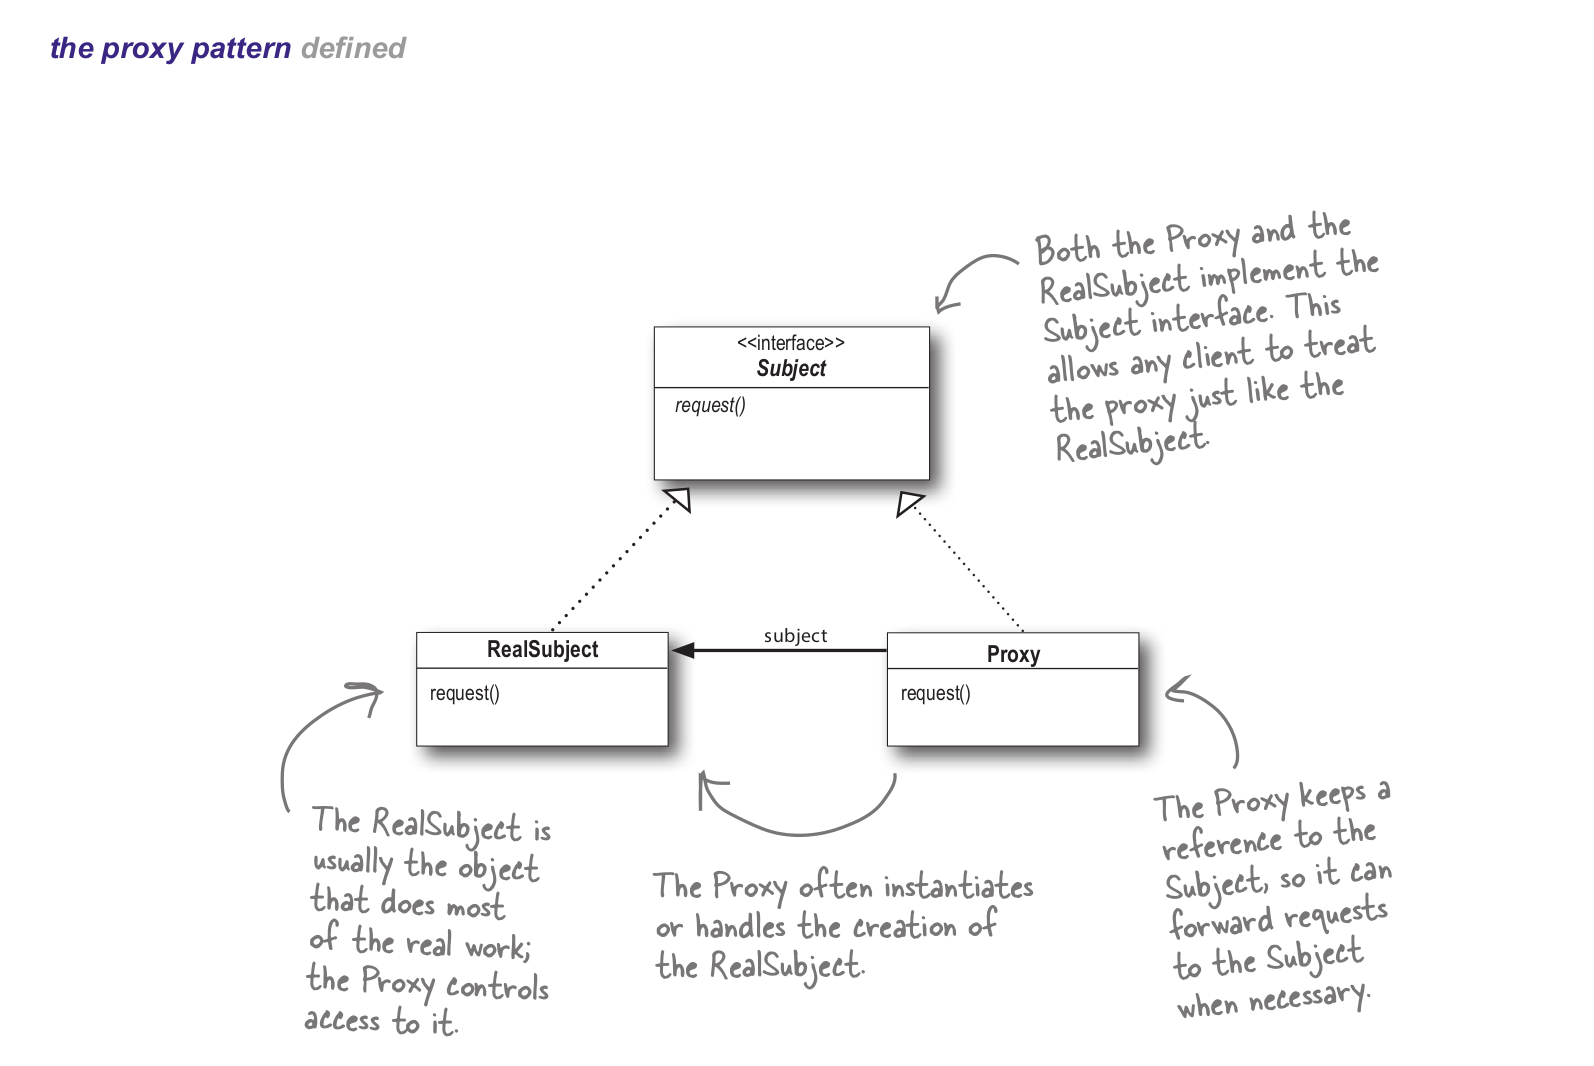 the proxy pattern defined
Both the Proxy and the
RealSubject implement the
Subject interface. This
allows any client to treat
the proxy just like the
RealSubject.
<<interface>>
Subject
request()
subject
RealSubject
request()
Proxy
request()
The RealSubject is
usually the object
that does most
of the real work;
the Proxy controls
access to it.
The Proxy often instantiates
or handles the creation of
the RealSubject.
The Proxy keeps a
reference to the
Subject, so it can
forward requests
to the Subject
when necessary.